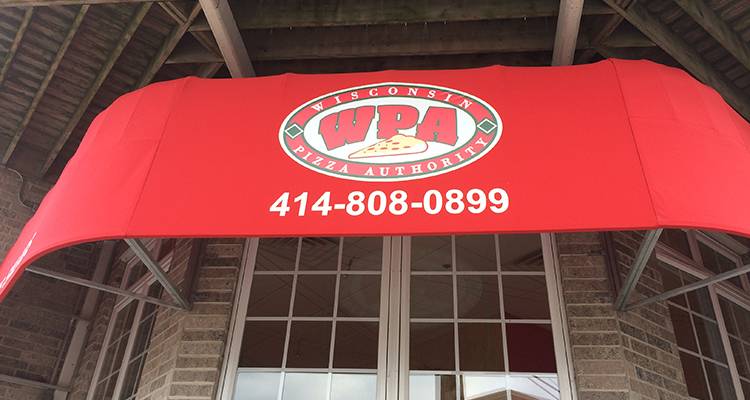 WISCONSIN
WPA
PIZZA AUTHORITY
414-808-0899